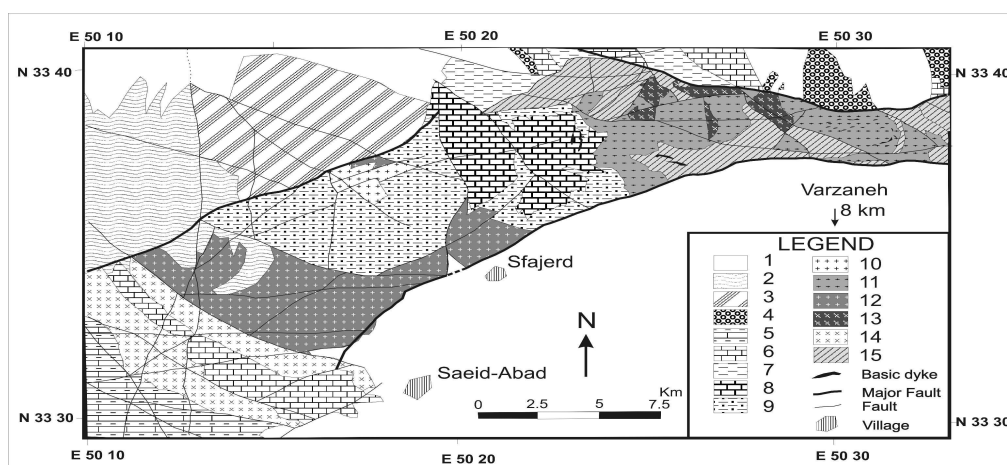 E 50 10 E 50 20 E 50 30
N 33 40 N 33 40
Varzaneh
8 km
Sfajerd
LEGEND
1 10
2 11
3 12
4 13
5 14
6 15
7 Basic dyke
8 Major Fault
Fault
9 Village
N
Saeid-Abad
Km
0 2.5 5 7.5
N 33 30 N 33 30
E 50 10 E 50 20 E 50 30